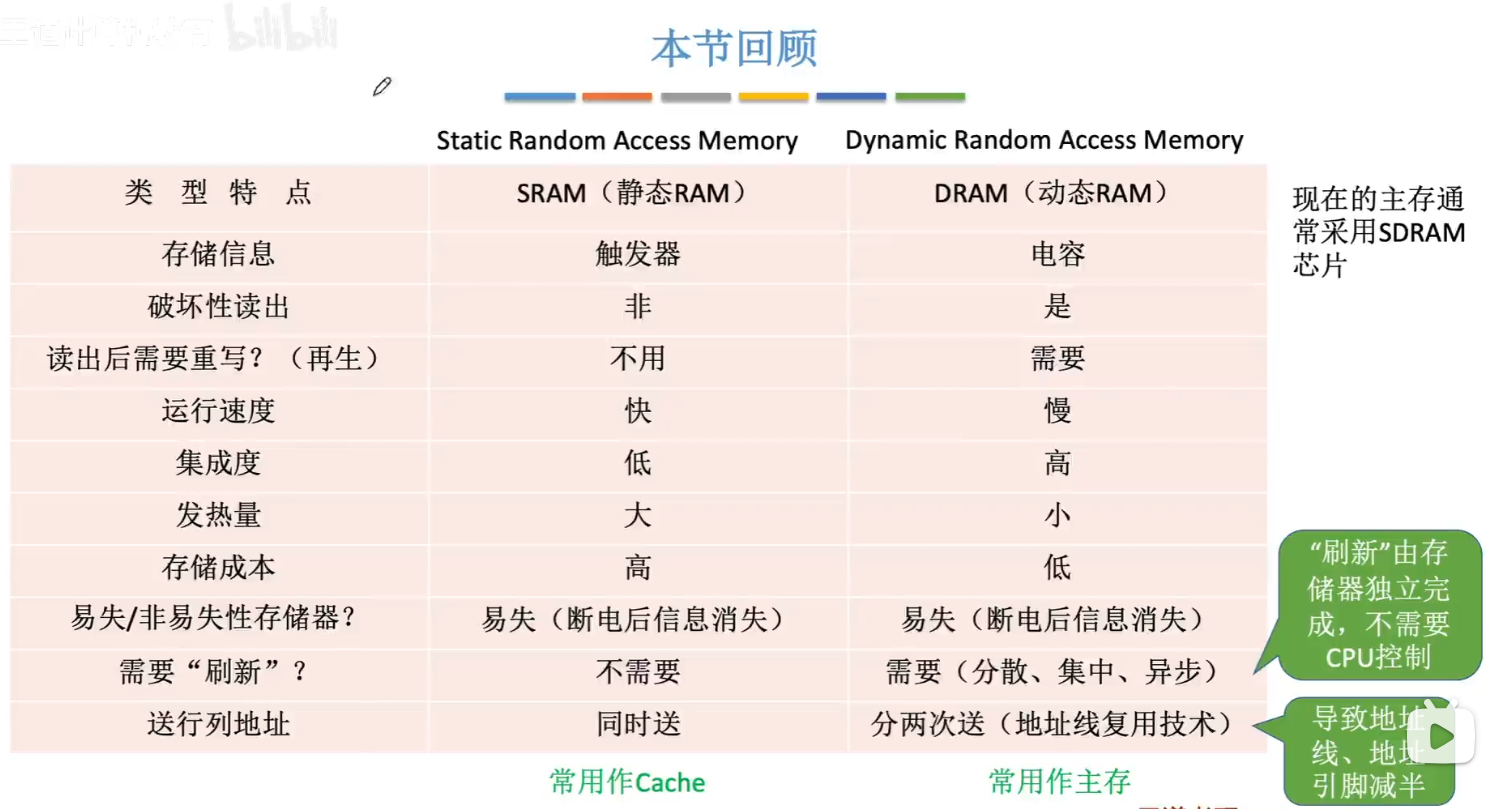 bilibili
本节回顾
Static Random Access Memory Dynamic Random Access Memory
类 型 特 点 SRAM（静态RAM） DRAM（动态RAM）
存储信息 触发器 电容
破坏性读出 非 是
读出后需要重写？（再生） 不用 需要
运行速度 快 慢
集成度 低 高
发热量 大 小
存储成本 高 低
易失/非易失性存储器？ 易失（断电后信息消失） 易失（断电后信息消失）
需要“刷新”？ 不需要 需要（分散、集中、异步）
送行列地址 同时送 分两次送（地址线复用技术）
常用作Cache 常用作主存
现在的主存通
常采用SDRAM
芯片
“刷新”由存
储器独立完
成，不需要
CPU控制
导致地址
线、地址
引脚减半